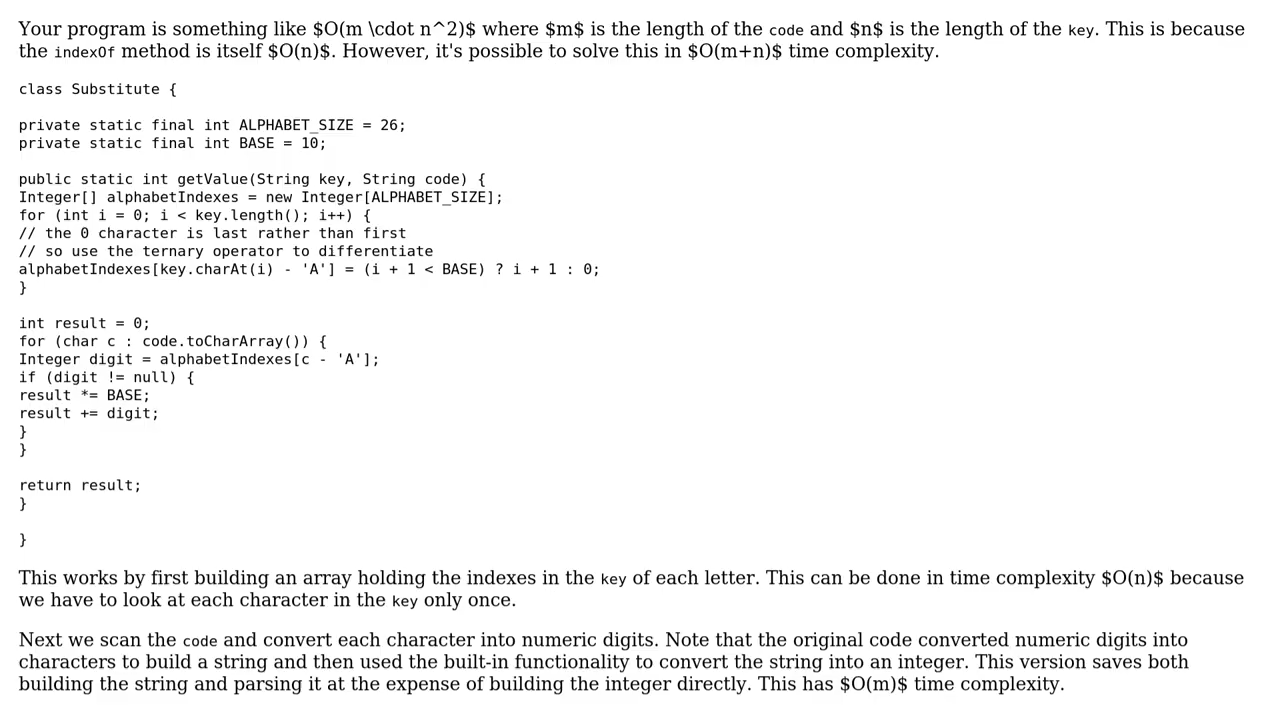 Your program is something like $O(m \cdot n^2)$ where $m$ is the length of the code and $n$ is the length of the key. This is because
the indexOf method is itself $O(n)$. However, it's possible to solve this in $O(m+n)$ time complexity.
class Substitute {
private static final int ALPHABET_SIZE = 26;
private static final int BASE = 10;
public static int getValue(String key, String code) {
Integer[] alphabetIndexes = new Integer[ALPHABET_SIZE];
for (int i = 0; i < key.length(); i++) {
// the 0 character is last rather than first
// so use the ternary operator to differentiate
alphabetIndexes[key.charAt(i) - 'A'] = (i + 1 < BASE) ? i + 1 : 0;
}
int result = 0;
for (char c : code.toCharArray()) {
Integer digit = alphabetIndexes[c - 'A'];
if (digit != null) {
result *= BASE;
result += digit;
}
}
return result;
}
}
This works by first building an array holding the indexes in the key of each letter. This can be done in time complexity $O(n)$ because
we have to look at each character in the key only once.
Next we scan the code and convert each character into numeric digits. Note that the original code converted numeric digits into
characters to build a string and then used the built-in functionality to convert the string into an integer. This version saves both
building the string and parsing it at the expense of building the integer directly. This has $O(m)$ time complexity.